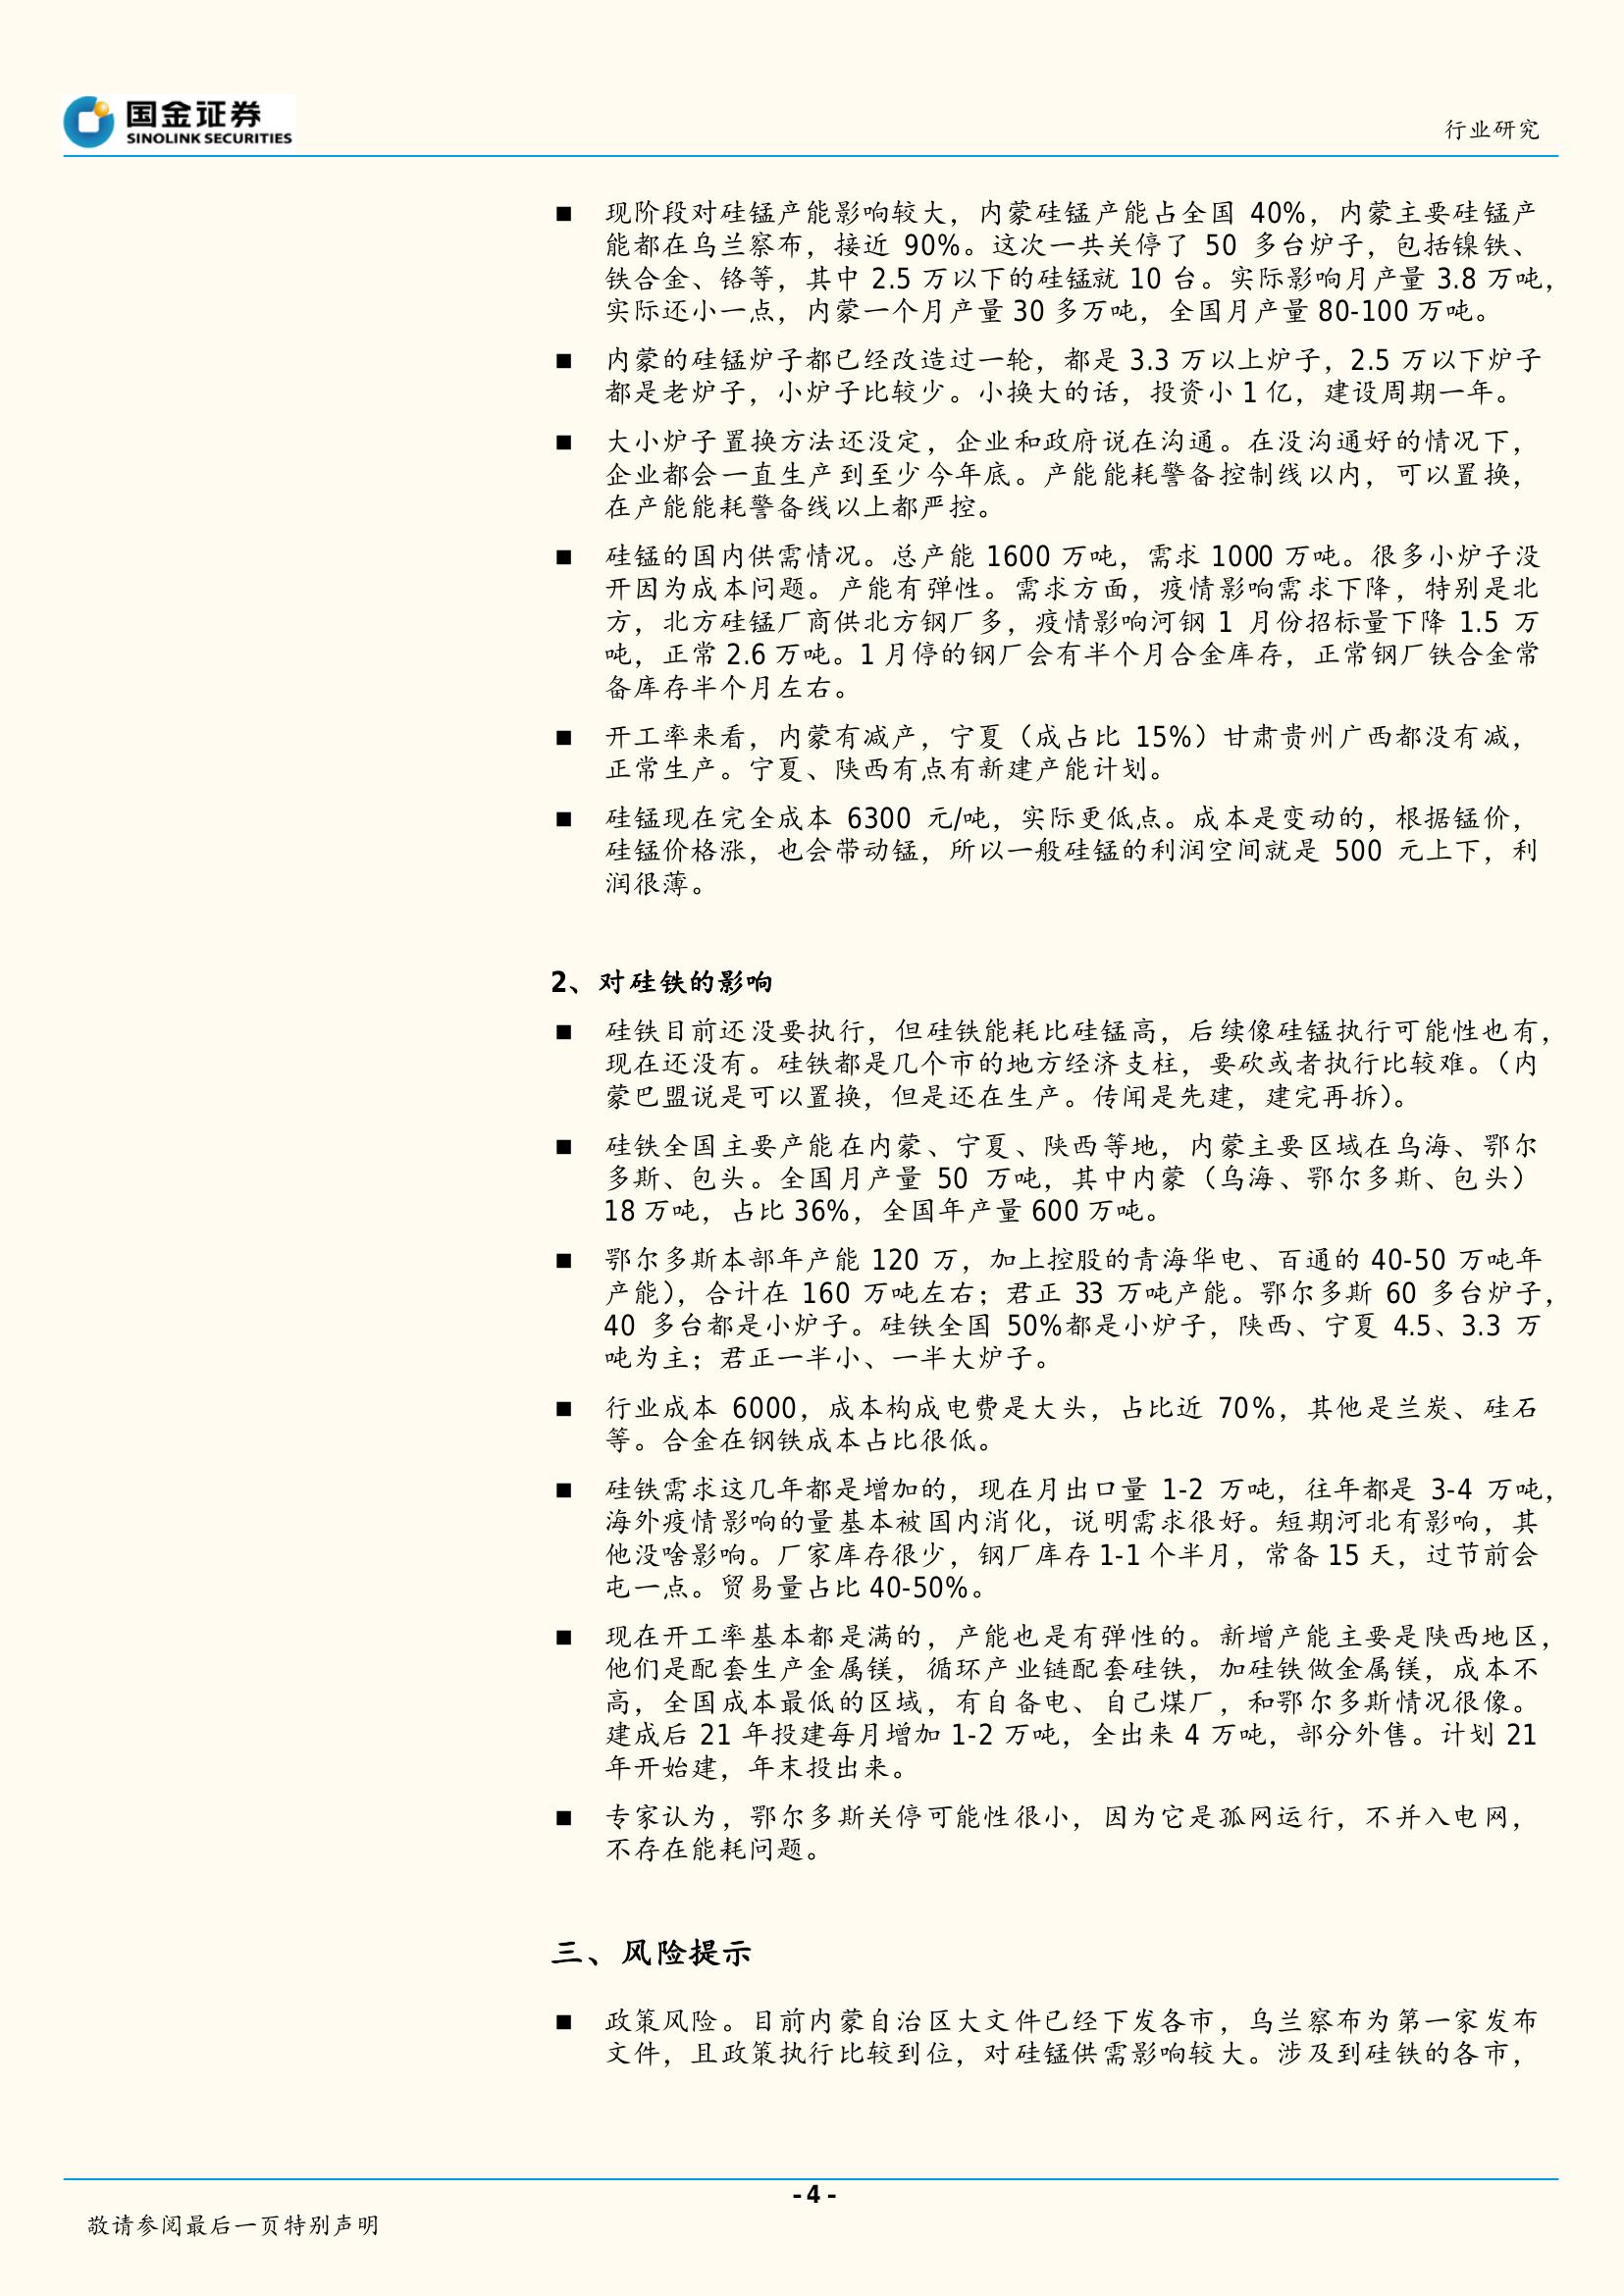 国金证券
SINOLINK SECURITIES
行业研究
■ 现阶段对硅锰产能影响较大，内蒙硅锰产能占全国 40%，内蒙主要硅锰产
能都在乌兰察布，接近 90%。这次一共关停了 50 多台炉子，包括镍铁、
铁合金、铬等，其中 2.5 万以下的硅锰就 10 台。实际影响月产量 3.8 万吨，
实际还小一点，内蒙一个月产量 30 多万吨，全国月产量 80-100 万吨。
■ 内蒙的硅锰炉子都已经改造过一轮，都是 3.3 万以上炉子，2.5 万以下炉子
都是老炉子，小炉子比较少。小换大的话，投资小 1 亿，建设周期一年。
■ 大小炉子置换方法还没定，企业和政府说在沟通。在没沟通好的情况下，
企业都会一直生产到至少今年底。产能能耗警备控制线以内，可以置换，
在产能能耗警备线以上都严控。
■ 硅锰的国内供需情况。总产能 1600 万吨，需求 1000 万吨。很多小炉子没
开因为成本问题。产能有弹性。需求方面，疫情影响需求下降，特别是北
方，北方硅锰厂商供北方钢厂多，疫情影响河钢 1 月份招标量下降 1.5 万
吨，正常 2.6 万吨。1 月停的钢厂会有半个月合金库存，正常钢厂铁合金常
备库存半个月左右。
■ 开工率来看，内蒙有减产，宁夏（成占比 15%）甘肃贵州广西都没有减，
正常生产。宁夏、陕西有点有新建产能计划。
■ 硅锰现在完全成本 6300 元/吨，实际更低点。成本是变动的，根据锰价，
硅锰价格涨，也会带动锰，所以一般硅锰的利润空间就是 500 元上下，利
润很薄。
2、对硅铁的影响
■ 硅铁目前还没要执行，但硅铁能耗比硅锰高，后续像硅锰执行可能性也有，
现在还没有。硅铁都是几个市的地方经济支柱，要砍或者执行比较难。（内
蒙巴盟说是可以置换，但是还在生产。传闻是先建，建完再拆）。
■ 硅铁全国主要产能在内蒙、宁夏、陕西等地，内蒙主要区域在乌海、鄂尔
多斯、包头。全国月产量 50 万吨，其中内蒙（乌海、鄂尔多斯、包头）
18 万吨，占比 36%，全国年产量 600 万吨。
■ 鄂尔多斯本部年产能 120 万，加上控股的青海华电、百通的 40-50 万吨年
产能），合计在 160 万吨左右；君正 33 万吨产能。鄂尔多斯 60 多台炉子，
40 多台都是小炉子。硅铁全国 50%都是小炉子，陕西、宁夏 4.5、3.3 万
吨为主；君正一半小、一半大炉子。
■ 行业成本 6000，成本构成电费是大头，占比近 70%，其他是兰炭、硅石
等。合金在钢铁成本占比很低。
■ 硅铁需求这几年都是增加的，现在月出口量 1-2 万吨，往年都是 3-4 万吨，
海外疫情影响的量基本被国内消化，说明需求很好。短期河北有影响，其
他没啥影响。厂家库存很少，钢厂库存 1-1 个半月，常备 15 天，过节前会
屯一点。贸易量占比 40-50%。
■ 现在开工率基本都是满的，产能也是有弹性的。新增产能主要是陕西地区，
他们是配套生产金属镁，循环产业链配套硅铁，加硅铁做金属镁，成本不
高，全国成本最低的区域，有自备电、自己煤厂，和鄂尔多斯情况很像。
建成后 21 年投建每月增加 1-2 万吨，全出来 4 万吨，部分外售。计划 21
年开始建，年末投出来。
■ 专家认为，鄂尔多斯关停可能性很小，因为它是孤网运行，不并入电网，
不存在能耗问题。
三、风险提示
■ 政策风险。目前内蒙自治区大文件已经下发各市，乌兰察布为第一家发布
文件，且政策执行比较到位，对硅锰供需影响较大。涉及到硅铁的各市，
- 4 -
敬请参阅最后一页特别声明